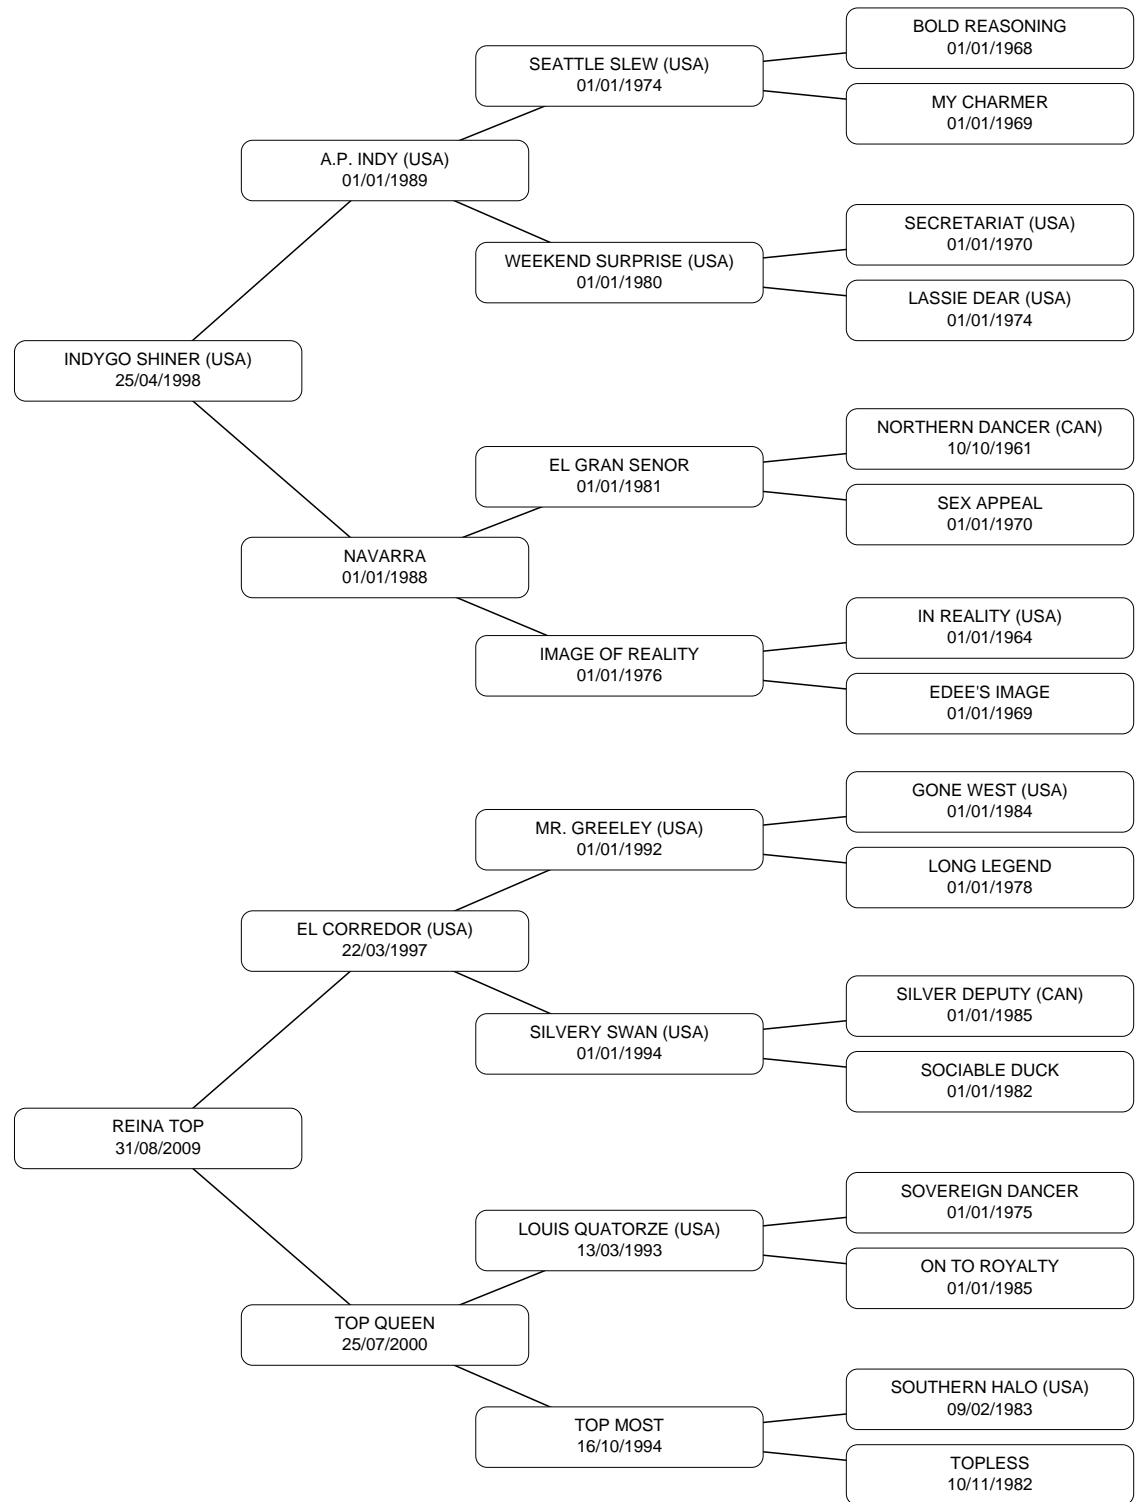 BOLD REASONING
01/01/1968
SEATTLE SLEW (USA)
01/01/1974
MY CHARMER
01/01/1969
A.P. INDY (USA)
01/01/1989
SECRETARIAT (USA)
01/01/1970
WEEKEND SURPRISE (USA)
01/01/1980
LASSIE DEAR (USA)
01/01/1974
INDYGO SHINER (USA)
25/04/1998
NORTHERN DANCER (CAN)
10/10/1961
EL GRAN SENOR
01/01/1981
SEX APPEAL
01/01/1970
NAVARRA
01/01/1988
IN REALITY (USA)
01/01/1964
IMAGE OF REALITY
01/01/1976
EDEE'S IMAGE
01/01/1969
GONE WEST (USA)
01/01/1984
MR. GREELEY (USA)
01/01/1992
LONG LEGEND
01/01/1978
EL CORREDOR (USA)
22/03/1997
SILVER DEPUTY (CAN)
01/01/1985
SILVERY SWAN (USA)
01/01/1994
SOCIABLE DUCK
01/01/1982
REINA TOP
31/08/2009
SOVEREIGN DANCER
01/01/1975
LOUIS QUATORZE (USA)
13/03/1993
ON TO ROYALTY
01/01/1985
TOP QUEEN
25/07/2000
SOUTHERN HALO (USA)
09/02/1983
TOP MOST
16/10/1994
TOPLESS
10/11/1982